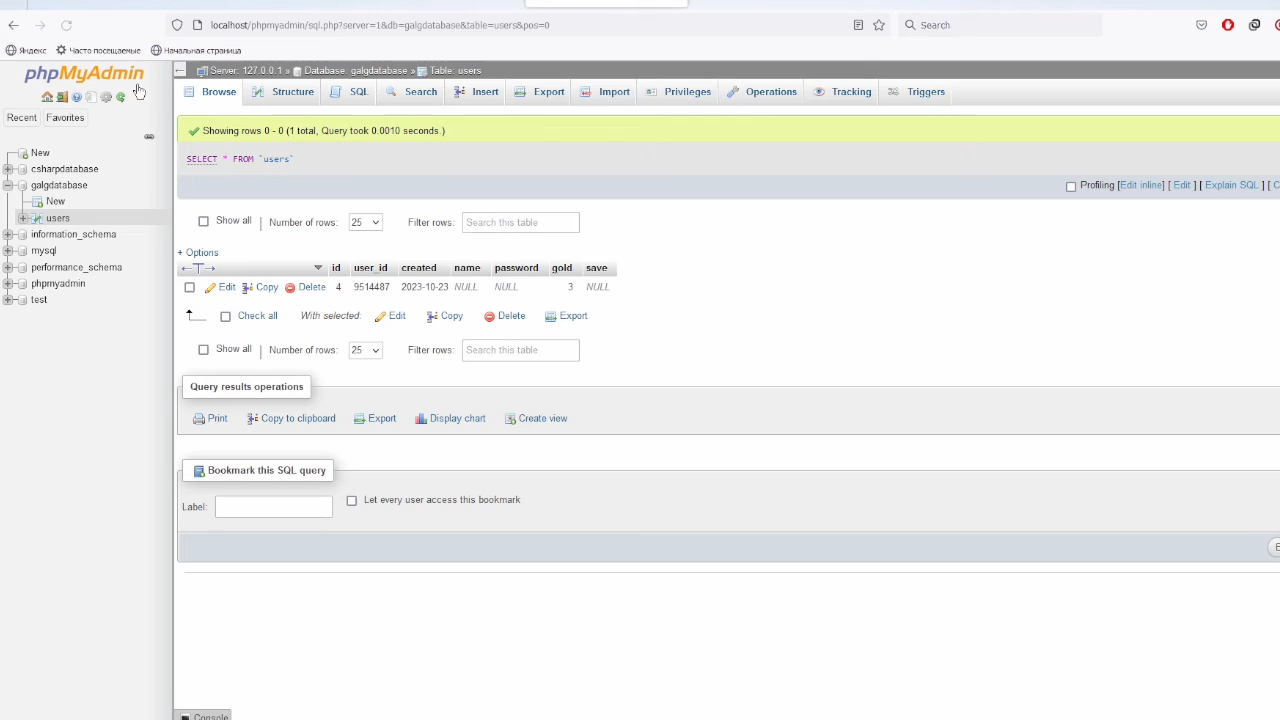 localhost/phpmyadmin/sql.php?server=1&db=galgdatabase&table=users&pos=0
Search
Яндекс Часто посещаемые Начальная страница
phpMyAdmin
Recent Favorites
New
csharpdatabase
galgdatabase
New
users
information_schema
mysql
performance_schema
phpmyadmin
test
Server: 127.0.0.1 » Database: galgdatabase » Table: users
Browse Structure SQL Search Insert Export Import Privileges Operations Tracking Triggers
Showing rows 0 - 0 (1 total, Query took 0.0010 seconds.)
SELECT * FROM `users`
Profiling [Edit inline] [ Edit ] [ Explain SQL ] [
Show all Number of rows: 25 Filter rows: Search this table
+ Options
←T→ id user_id created name password gold save
Edit Copy Delete 4 9514487 2023-10-23 NULL NULL 3 NULL
Check all With selected: Edit Copy Delete Export
Show all Number of rows: 25 Filter rows: Search this table
Query results operations
Print Copy to clipboard Export Display chart Create view
Bookmark this SQL query
Label: Let every user access this bookmark
Console